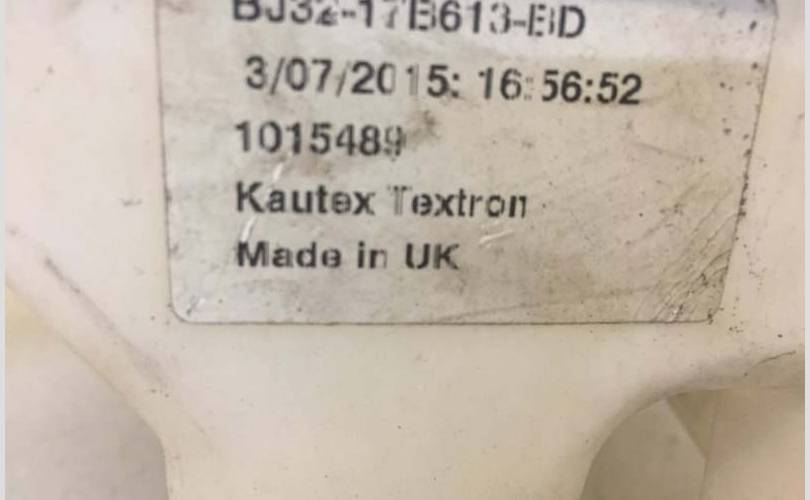 BJ32-17B613-BD
3/07/2015: 16:56:52
1015489
Kautex Textron
Made in UK